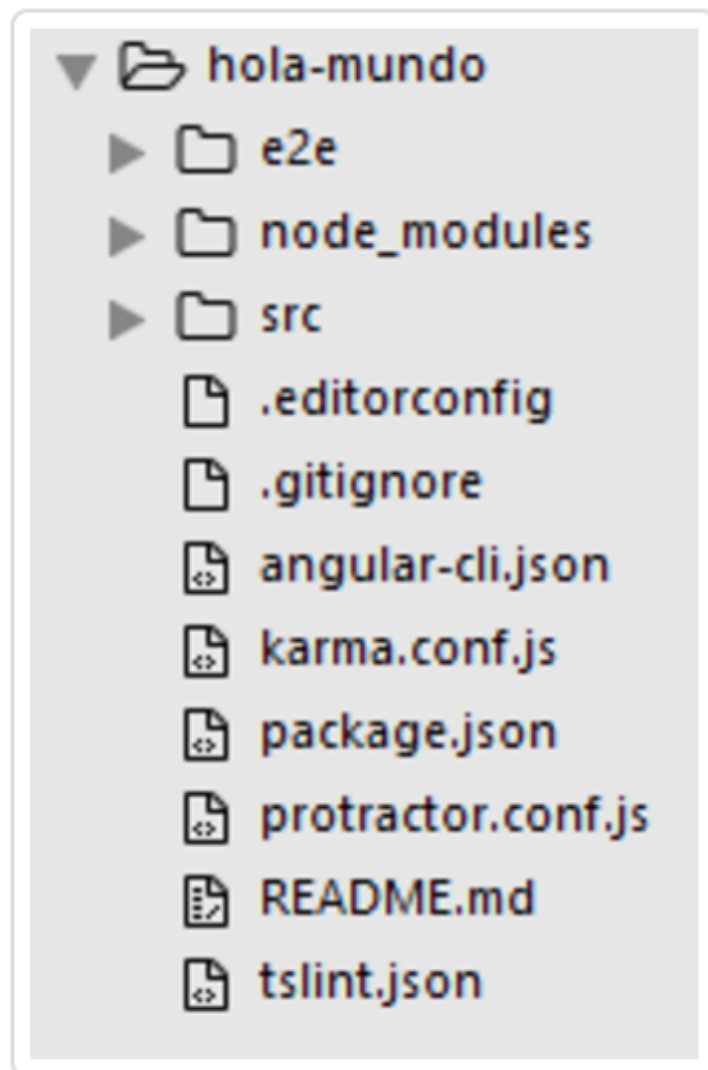 hola-mundo
e2e
node_modules
src
.editorconfig
.gitignore
angular-cli.json
karma.conf.js
package.json
protractor.conf.js
README.md
tslint.json